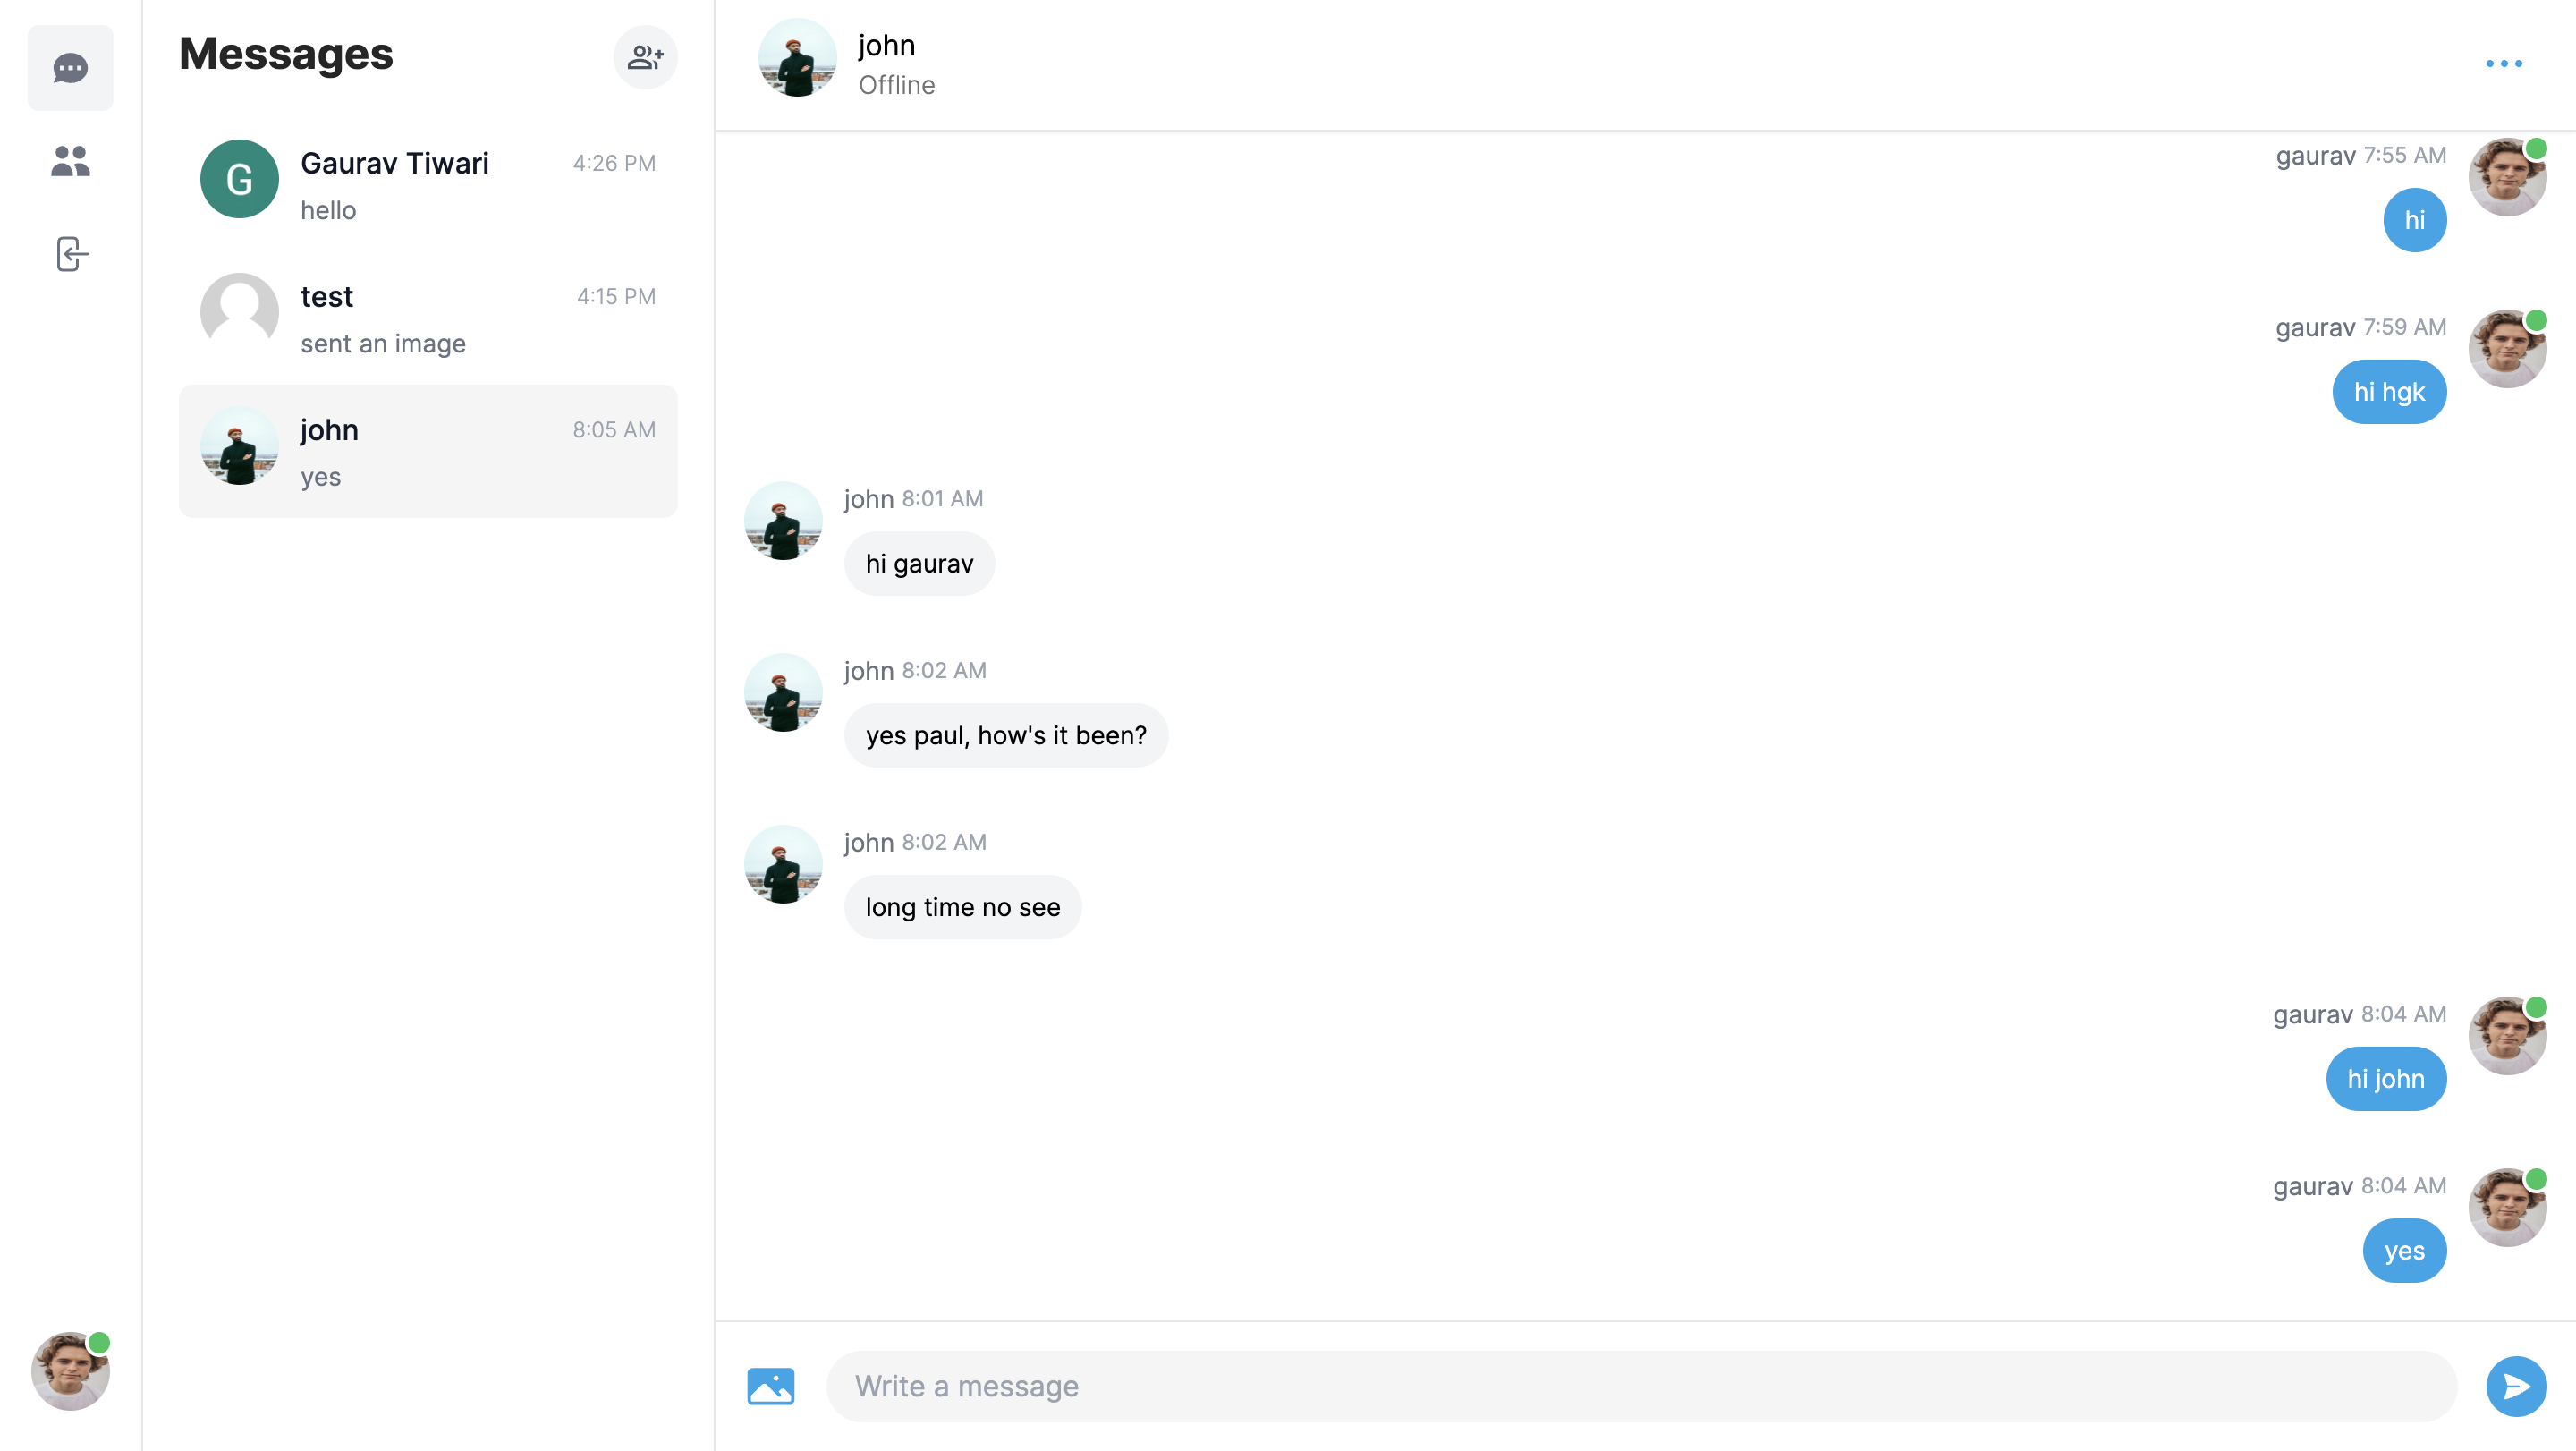 Messages
G
Gaurav Tiwari 4:26 PM
hello
test 4:15 PM
sent an image
john 8:05 AM
yes
john
Offline
gaurav 7:55 AM
hi
gaurav 7:59 AM
hi hgk
john 8:01 AM
hi gaurav
john 8:02 AM
yes paul, how's it been?
john 8:02 AM
long time no see
gaurav 8:04 AM
hi john
gaurav 8:04 AM
yes
Write a message